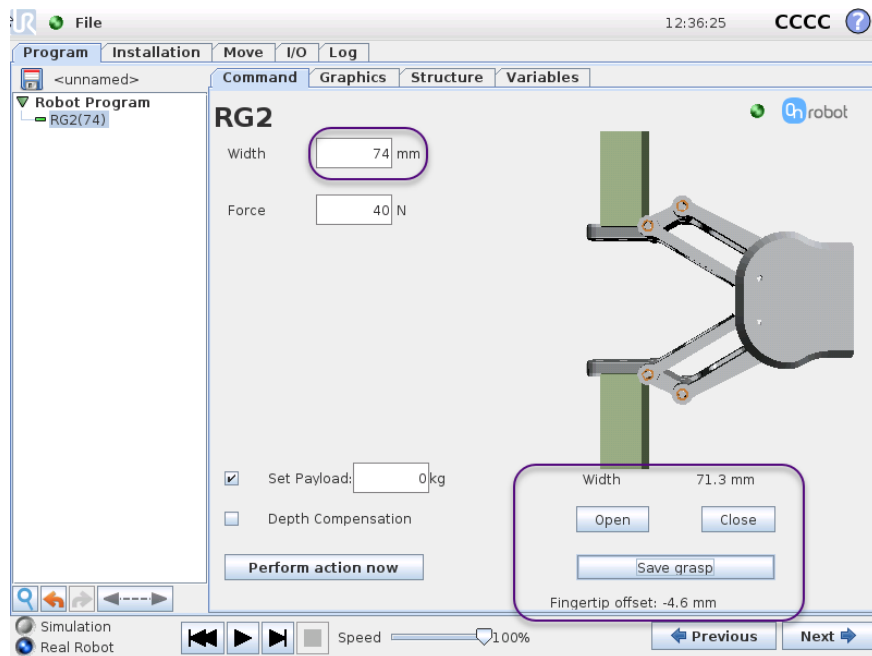 UR File 12:36:25 CCCC ?
Program Installation Move I/O Log
<unnamed>
Command Graphics Structure Variables
Robot Program
RG2(74)
RG2
On robot
Width 74 mm
Force 40 N
Set Payload: 0 kg
Width 71.3 mm
Depth Compensation
Open Close
Perform action now
Save grasp
Fingertip offset: -4.6 mm
Simulation
Real Robot
Speed 100%
Previous Next